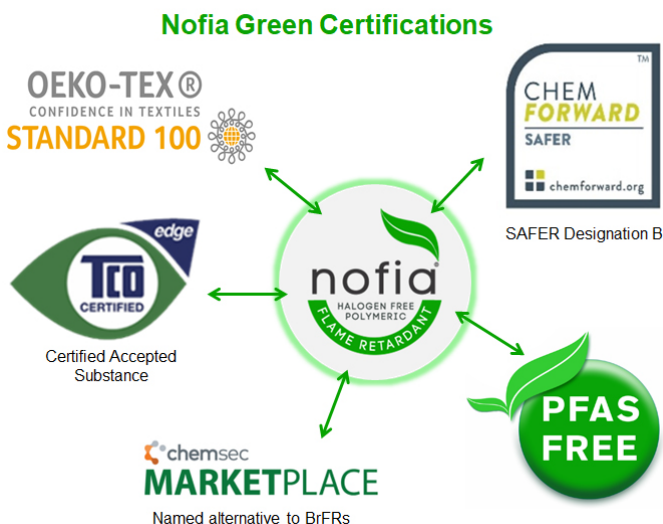 Nofia Green Certifications
OEKO-TEX®
CONFIDENCE IN TEXTILES
STANDARD 100
TM
CHEM
FORWARD
SAFER
chemforward.org
SAFER Designation B
edge
TCO
CERTIFIED
Certified Accepted
Substance
nofia®
HALOGEN FREE
POLYMERIC
FLAME RETARDANT
PFAS
FREE
chemsec
MARKETPLACE
Named alternative to BrFRs